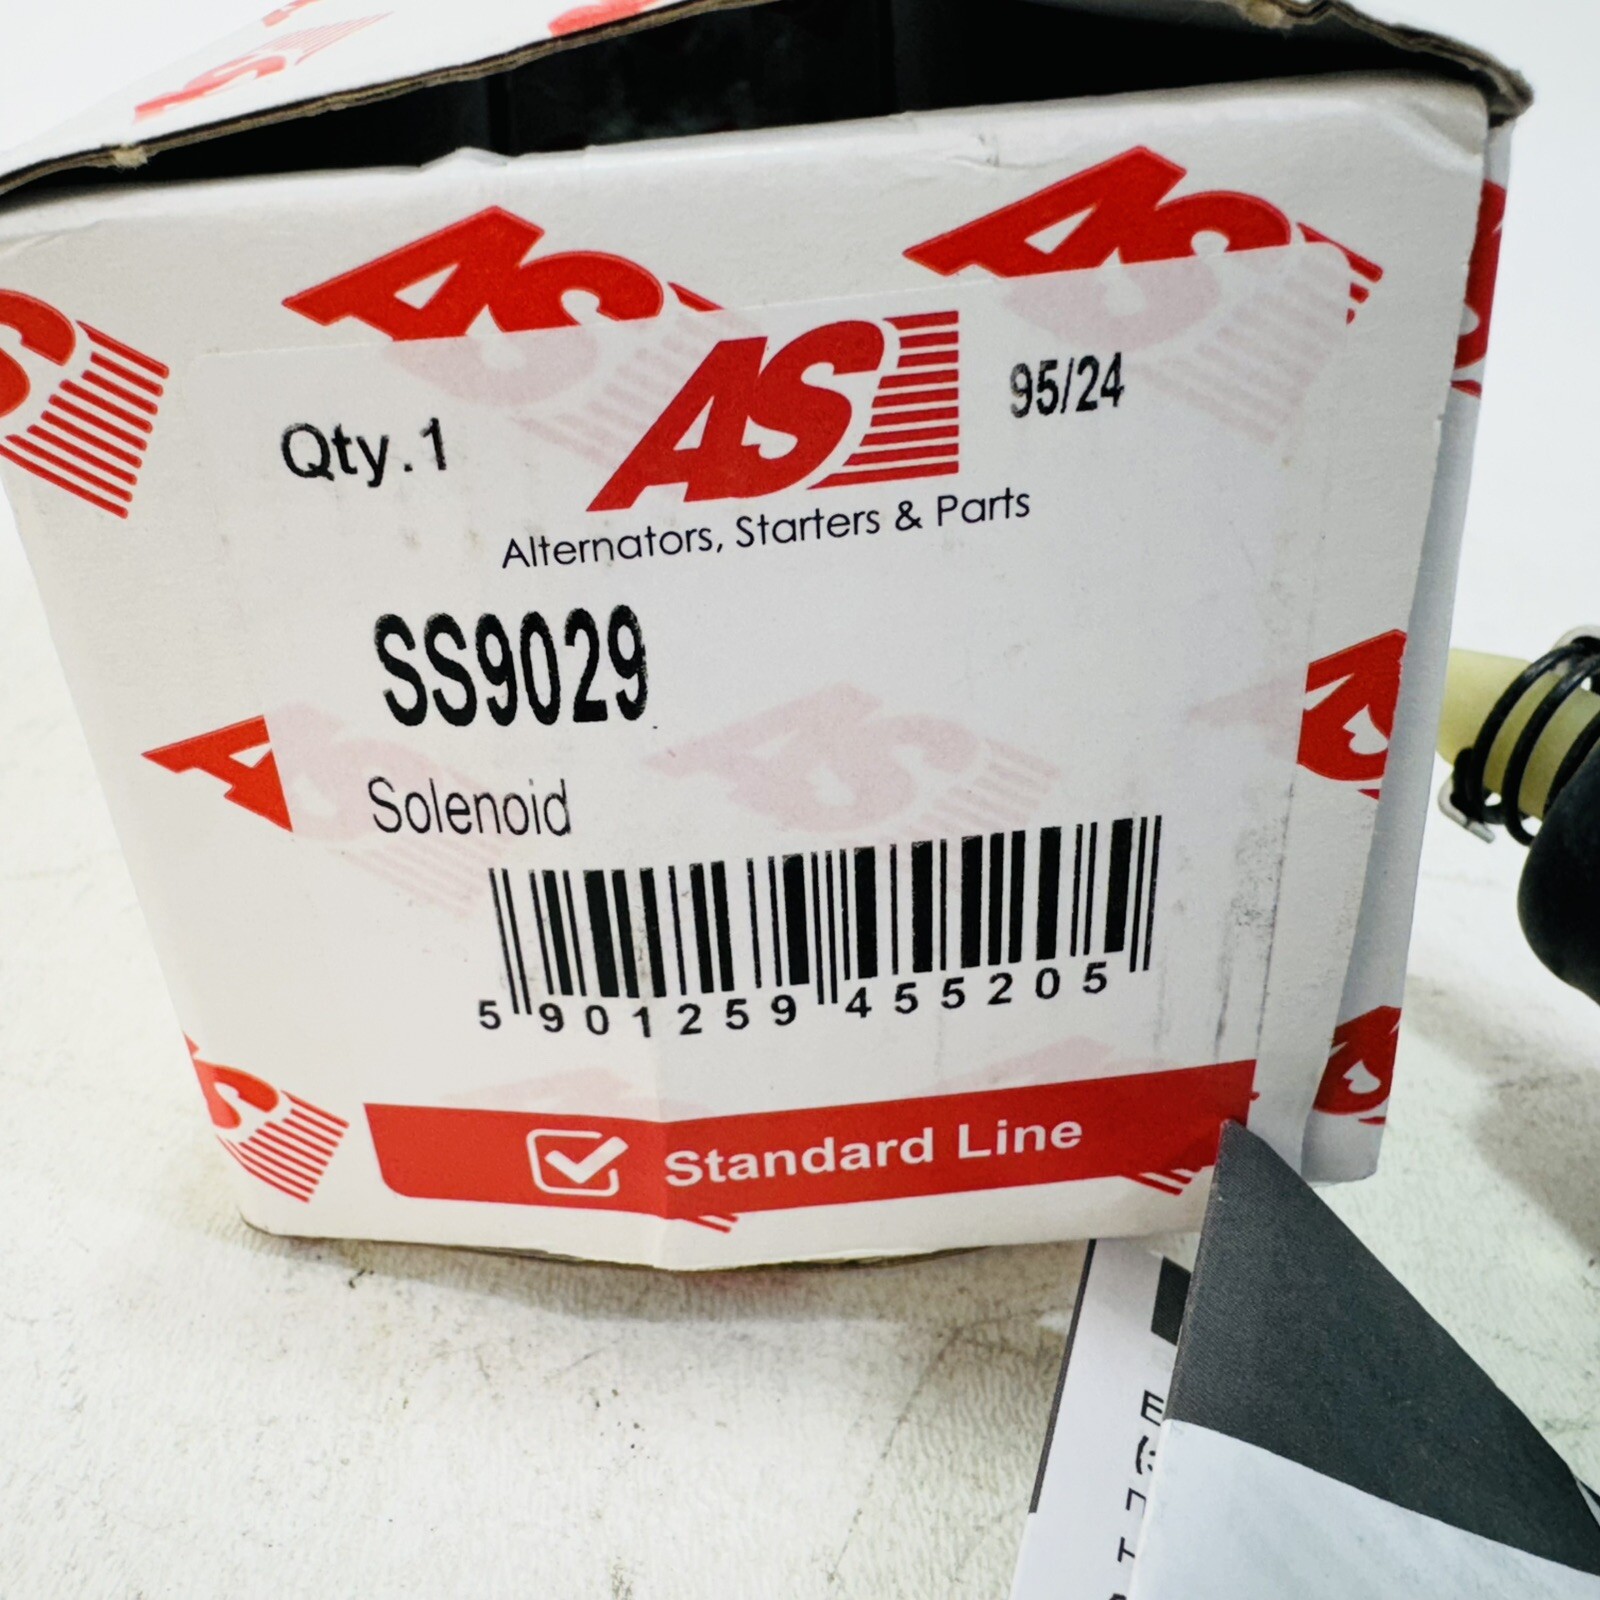 Qty.1
AS
95/24
Alternators, Starters & Parts
SS9029
Solenoid
5 901259 455205
Standard Line